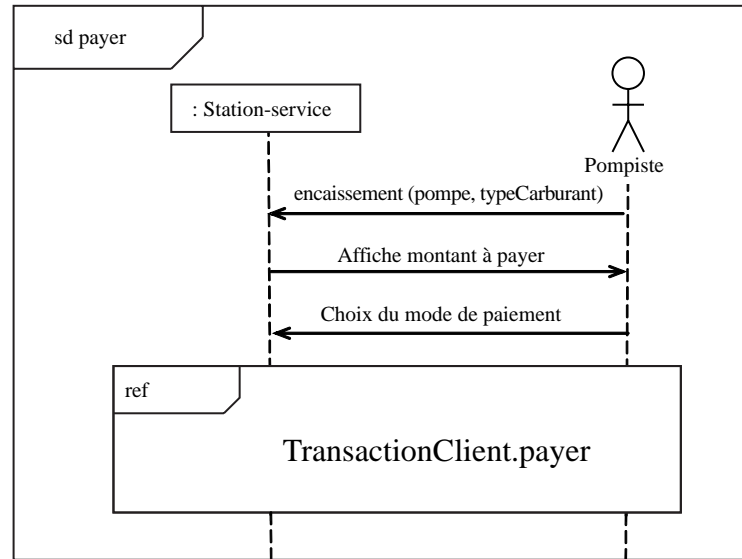 sd payer
: Station-service
Pompiste
encaissement (pompe, typeCarburant)
Affiche montant à payer
Choix du mode de paiement
ref
TransactionClient.payer